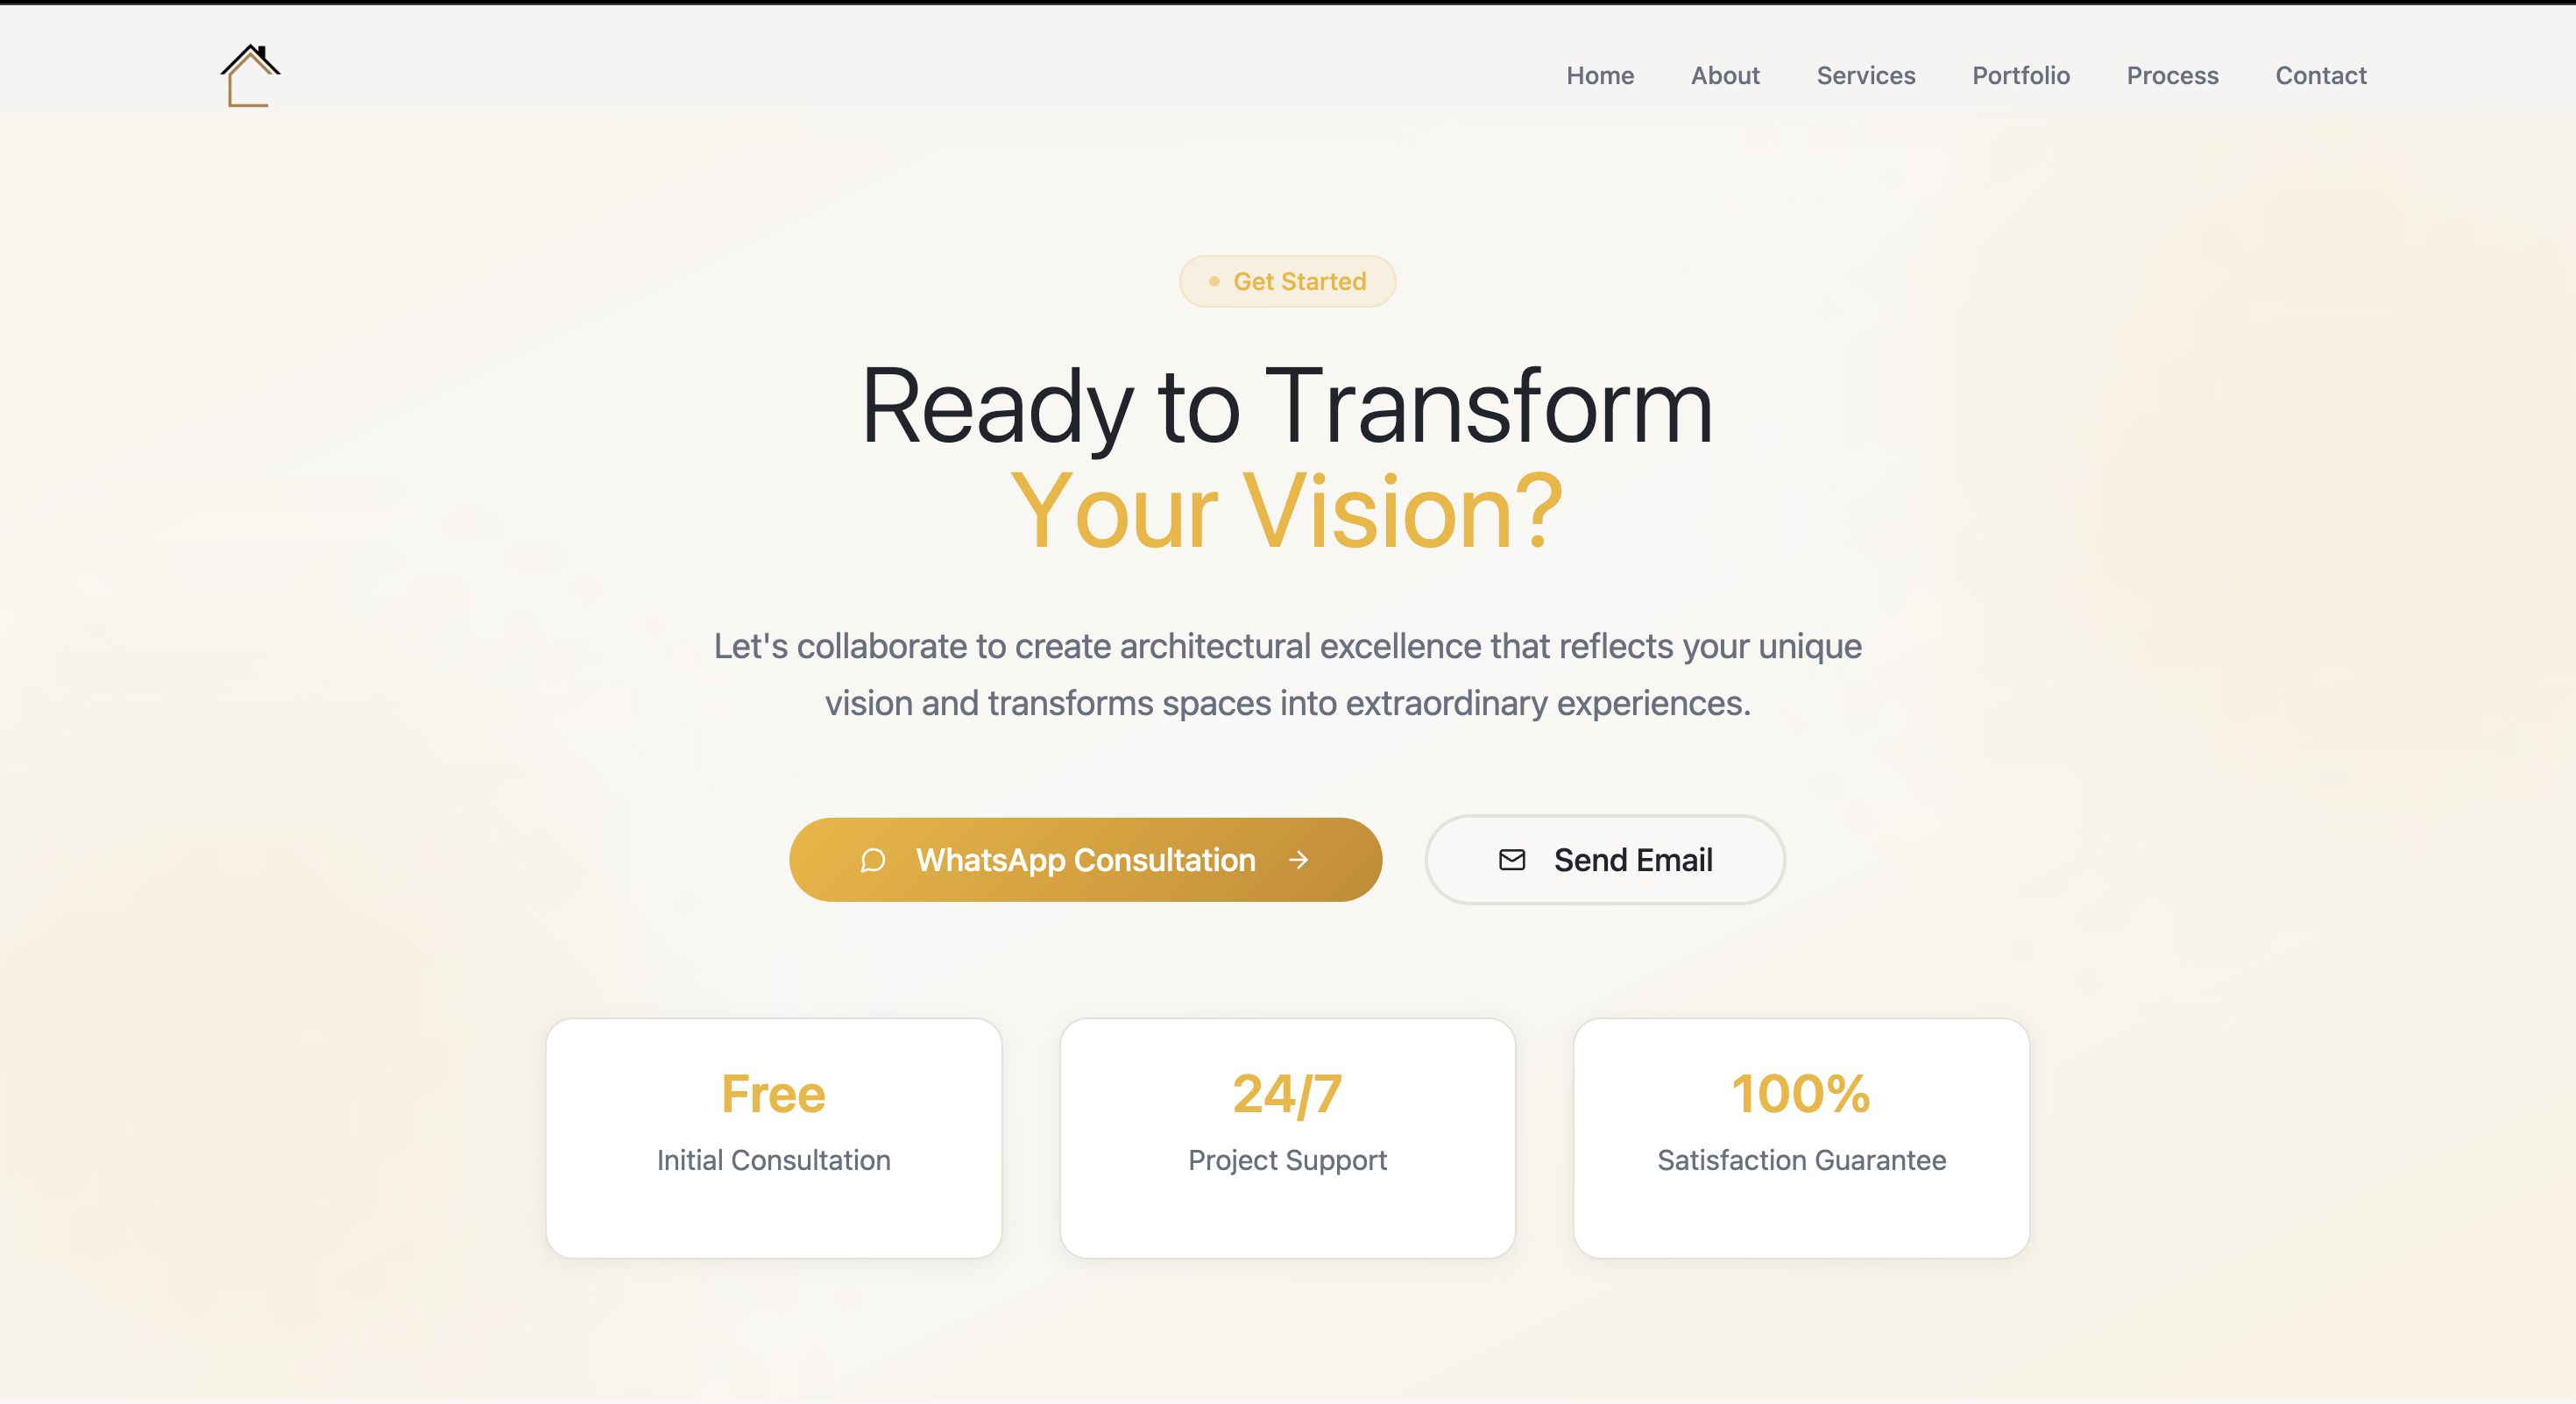 Home
About
Services
Portfolio
Process
Contact
Get Started
Ready to Transform
Your Vision?
Let's collaborate to create architectural excellence that reflects your unique
vision and transforms spaces into extraordinary experiences.
WhatsApp Consultation
Send Email
Free
Initial Consultation
24/7
Project Support
100%
Satisfaction Guarantee